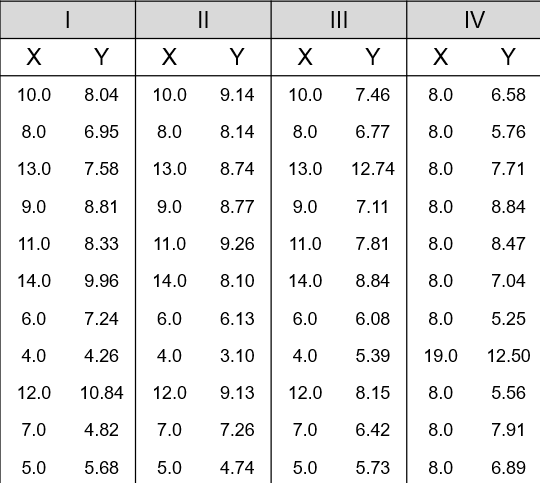 I II III IV
X Y X Y X Y X Y
10.0 8.04 10.0 9.14 10.0 7.46 8.0 6.58
8.0 6.95 8.0 8.14 8.0 6.77 8.0 5.76
13.0 7.58 13.0 8.74 13.0 12.74 8.0 7.71
9.0 8.81 9.0 8.77 9.0 7.11 8.0 8.84
11.0 8.33 11.0 9.26 11.0 7.81 8.0 8.47
14.0 9.96 14.0 8.10 14.0 8.84 8.0 7.04
6.0 7.24 6.0 6.13 6.0 6.08 8.0 5.25
4.0 4.26 4.0 3.10 4.0 5.39 19.0 12.50
12.0 10.84 12.0 9.13 12.0 8.15 8.0 5.56
7.0 4.82 7.0 7.26 7.0 6.42 8.0 7.91
5.0 5.68 5.0 4.74 5.0 5.73 8.0 6.89